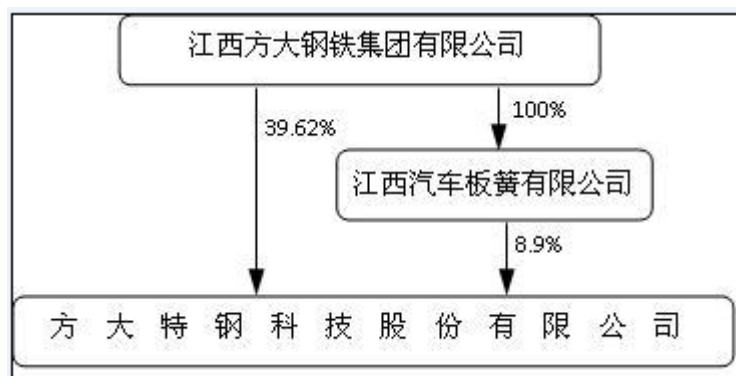 江西方大钢铁集团有限公司
39.62%
100%
江西汽车板簧有限公司
8.9%
方大特钢科技股份有限公司